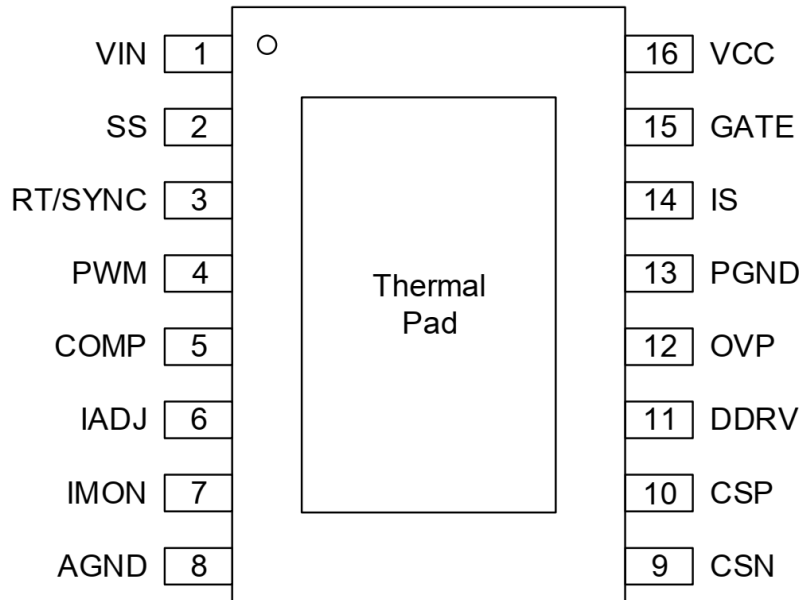 VIN 1 16 VCC
SS 2 15 GATE
RT/SYNC 3 14 IS
PWM 4 13 PGND
Thermal
Pad
COMP 5 12 OVP
IADJ 6 11 DDRV
IMON 7 10 CSP
AGND 8 9 CSN